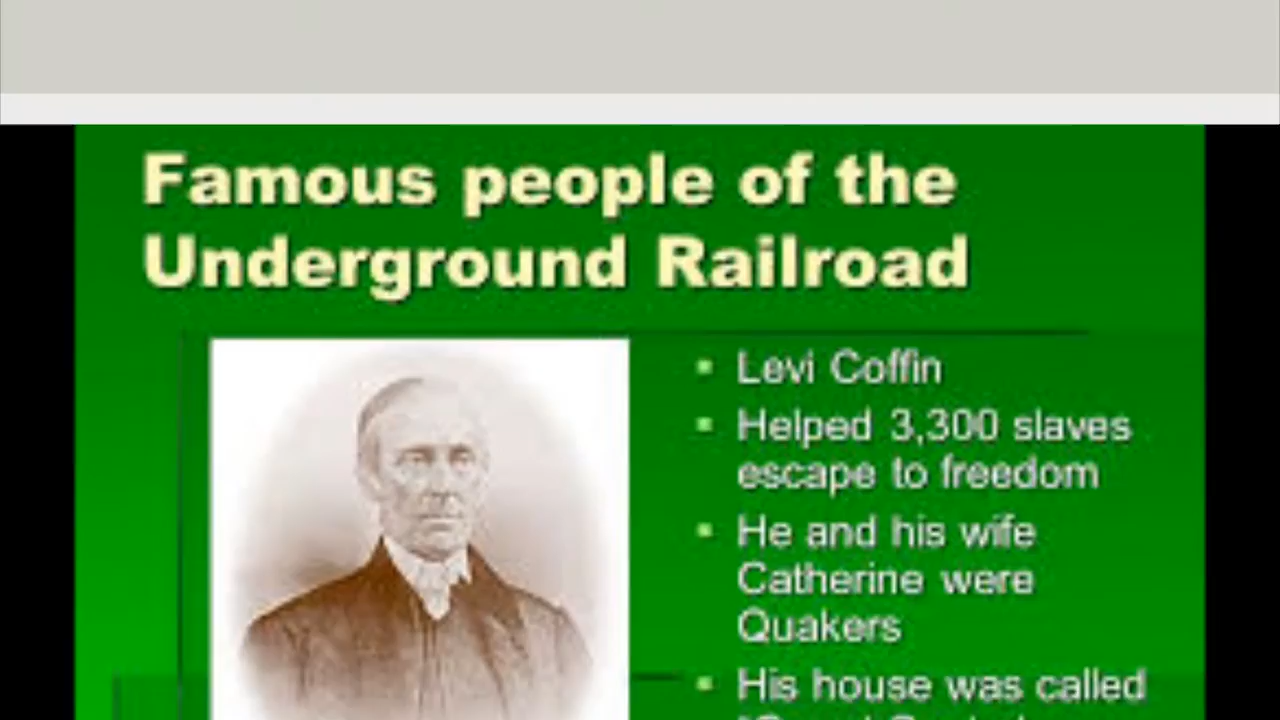 Famous people of the
Underground Railroad
Levi Coffin
Helped 3,300 slaves
escape to freedom
He and his wife
Catherine were
Quakers
His house was called